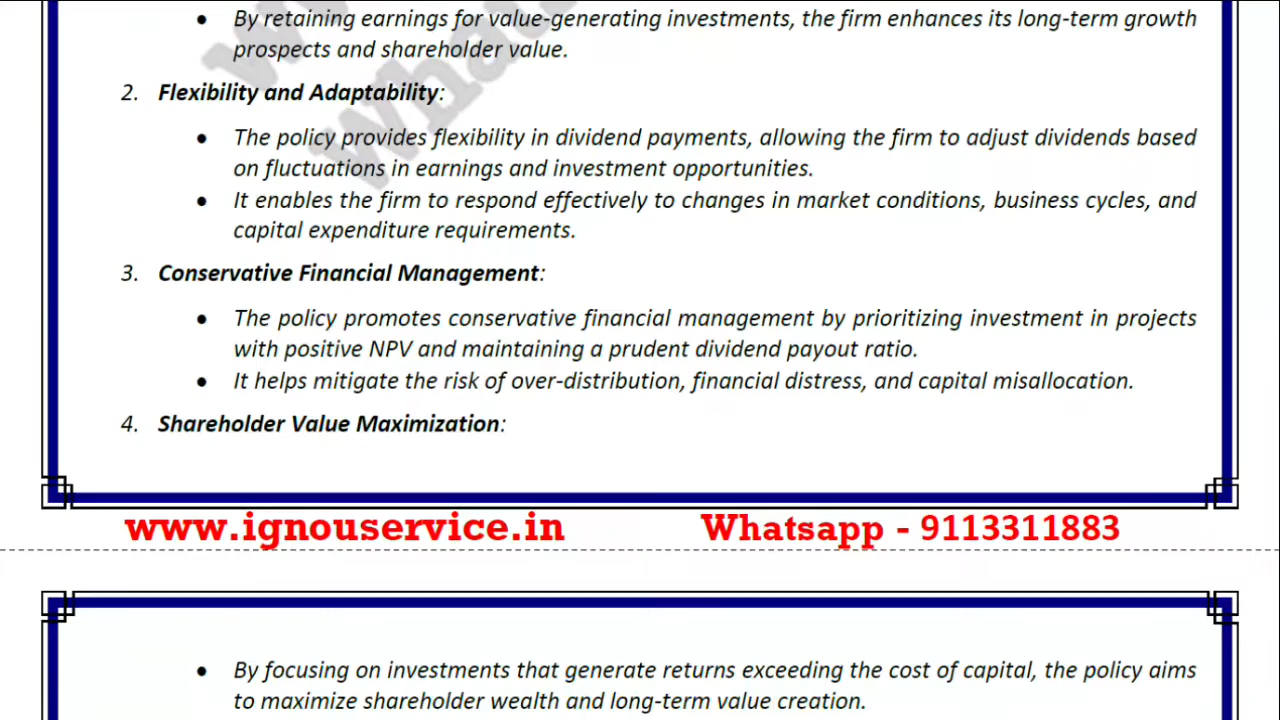 • By retaining earnings for value-generating investments, the firm enhances its long-term growth
prospects and shareholder value.
2. Flexibility and Adaptability:
• The policy provides flexibility in dividend payments, allowing the firm to adjust dividends based
on fluctuations in earnings and investment opportunities.
• It enables the firm to respond effectively to changes in market conditions, business cycles, and
capital expenditure requirements.
3. Conservative Financial Management:
• The policy promotes conservative financial management by prioritizing investment in projects
with positive NPV and maintaining a prudent dividend payout ratio.
• It helps mitigate the risk of over-distribution, financial distress, and capital misallocation.
4. Shareholder Value Maximization:
www.ignouservice.in Whatsapp - 9113311883
• By focusing on investments that generate returns exceeding the cost of capital, the policy aims
to maximize shareholder wealth and long-term value creation.